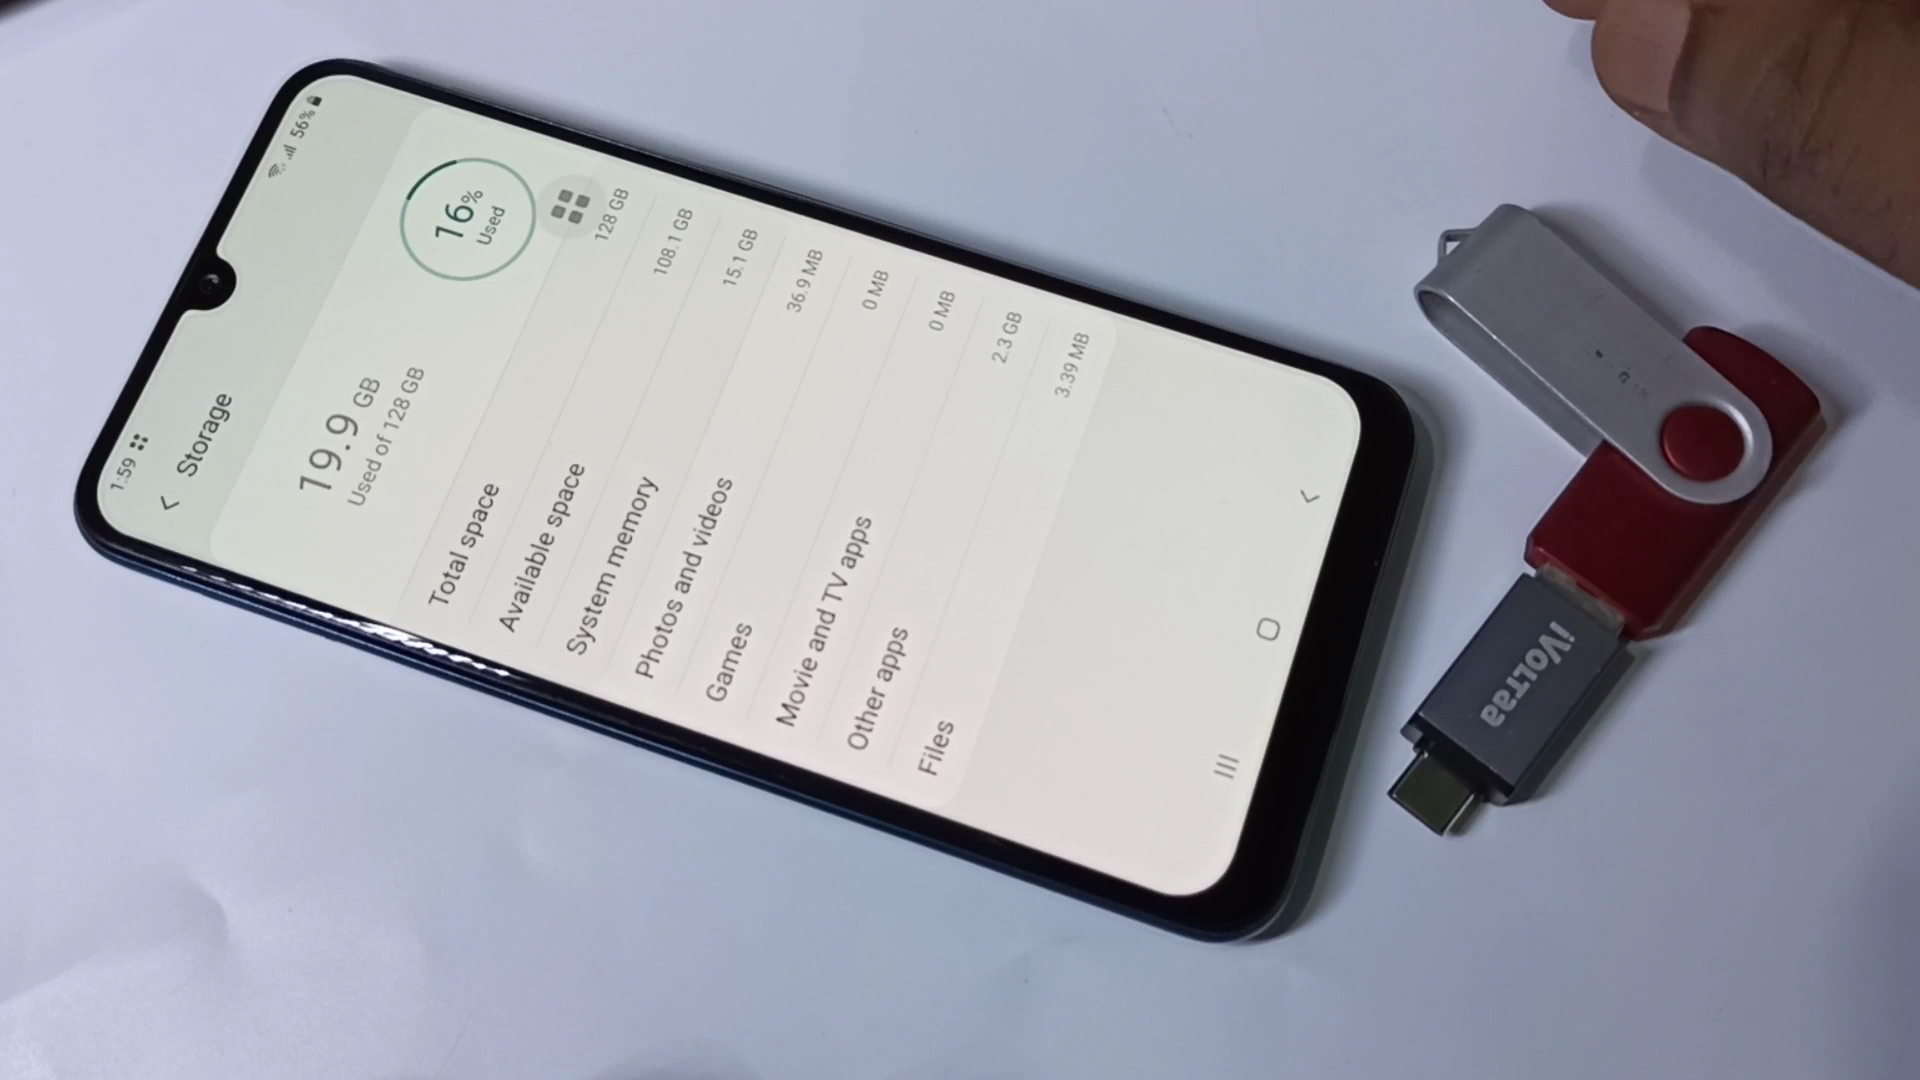 1:59
56%
Storage
19.9 GB
Used of 128 GB
16%
Used
Total space 128 GB
Available space 108.1 GB
System memory 15.1 GB
Photos and videos 36.9 MB
Games 0 MB
Movie and TV apps 0 MB
Other apps 2.3 GB
Files 3.39 MB
iVOLTaa